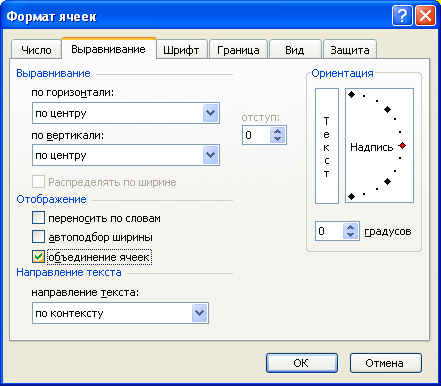 Формат ячеек
Число Выравнивание Шрифт Граница Вид Защита
Выравнивание
по горизонтали:
по центру
отступ:
по вертикали:
0
по центру
Распределять по ширине
Отображение
переносить по словам
автоподбор ширины
объединение ячеек
Направление текста
направление текста:
по контексту
Ориентация
Текст
Надпись
0 градусов
ОК Отмена